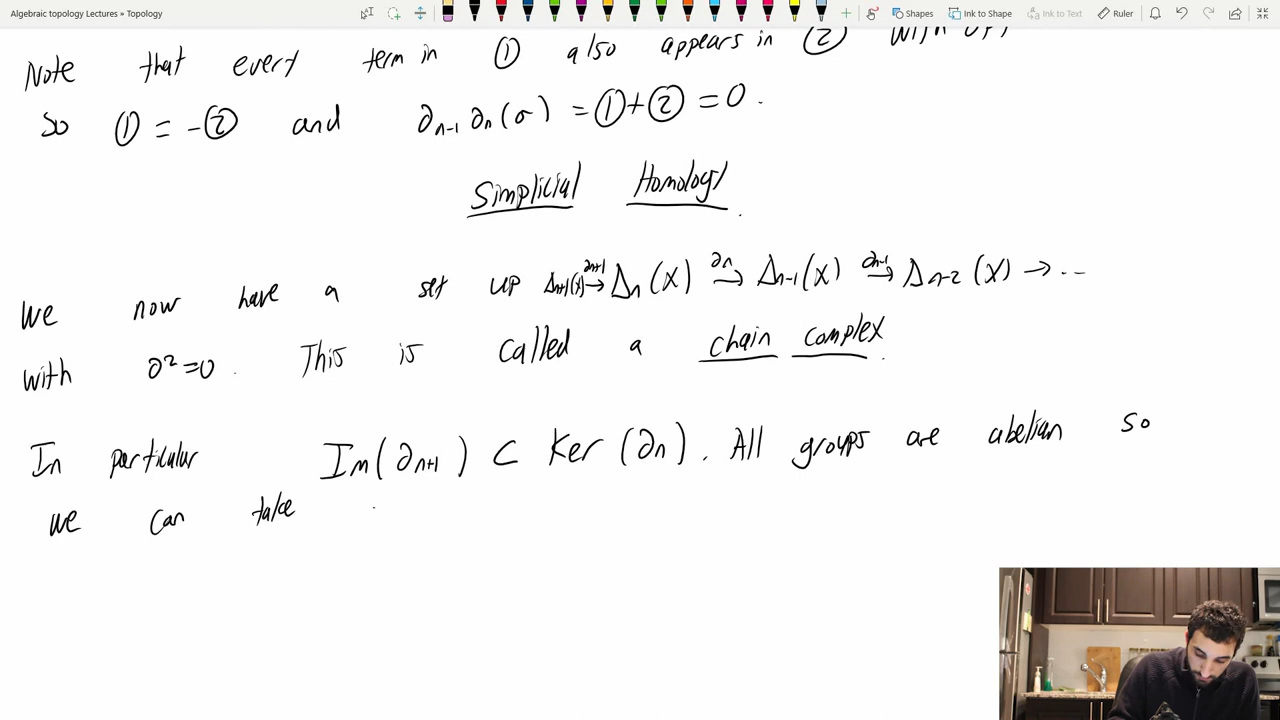 Algebraic topology Lectures » Topology
Shapes Ink to Shape Ink to Text Ruler
Note that every term in ① also appears in ② with
So ① = -② and ∂n-1 ∂n(σ) = ①+② = 0.
Simplicial Homology
We now have a set up Δn+1(X) →∂n+1 Δn(X) →∂n Δn-1(X) →∂n-1 Δn-2(X) → ...
with ∂²=0. This is called a chain complex.
In particular Im(∂n+1) ⊂ Ker(∂n). All groups are abelian so
we can take